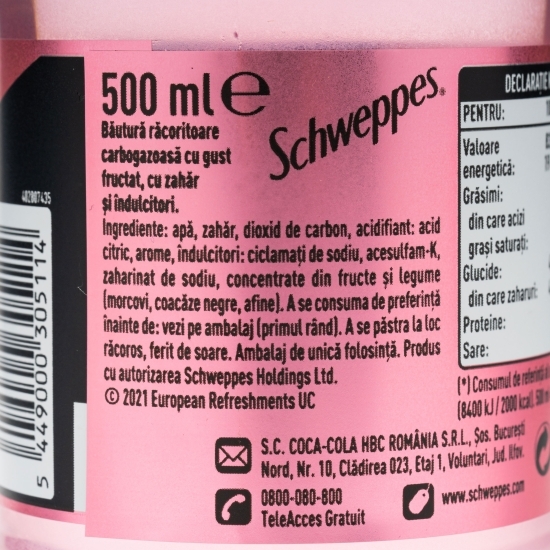 500 ml e
Schweppes
Băutură răcoritoare
carbogazoasă cu gust
fructat, cu zahăr
și îndulcitori.
Ingrediente: apă, zahăr, dioxid de carbon, acidifiant: acid
citric, arome, îndulcitori: ciclamați de sodiu, acesulfam-K,
zaharinat de sodiu, concentrate din fructe și legume
(morcovi, coacăze negre, afine). A se consuma de preferință
înainte de: vezi pe ambalaj (primul rând). A se păstra la loc
răcoros, ferit de soare. Ambalaj de unică folosință. Produs
cu autorizarea Schweppes Holdings Ltd.
© 2021 European Refreshments UC
S.C. COCA-COLA HBC ROMÂNIA S.R.L., Șos. București
Nord, Nr. 10, Clădirea 023, Etaj 1, Voluntari, Jud. Ilfov.
0800-080-800
TeleAcces Gratuit
www.schweppes.com
DECLARAȚIE
PENTRU:
Valoare
energetică:
Grăsimi:
din care acizi
grași saturați:
Glucide:
din care zaharuri:
Proteine:
Sare:
(*) Consumul de referință
(8400 kJ / 2000 kcal). 500
402007435
5 449000 305114